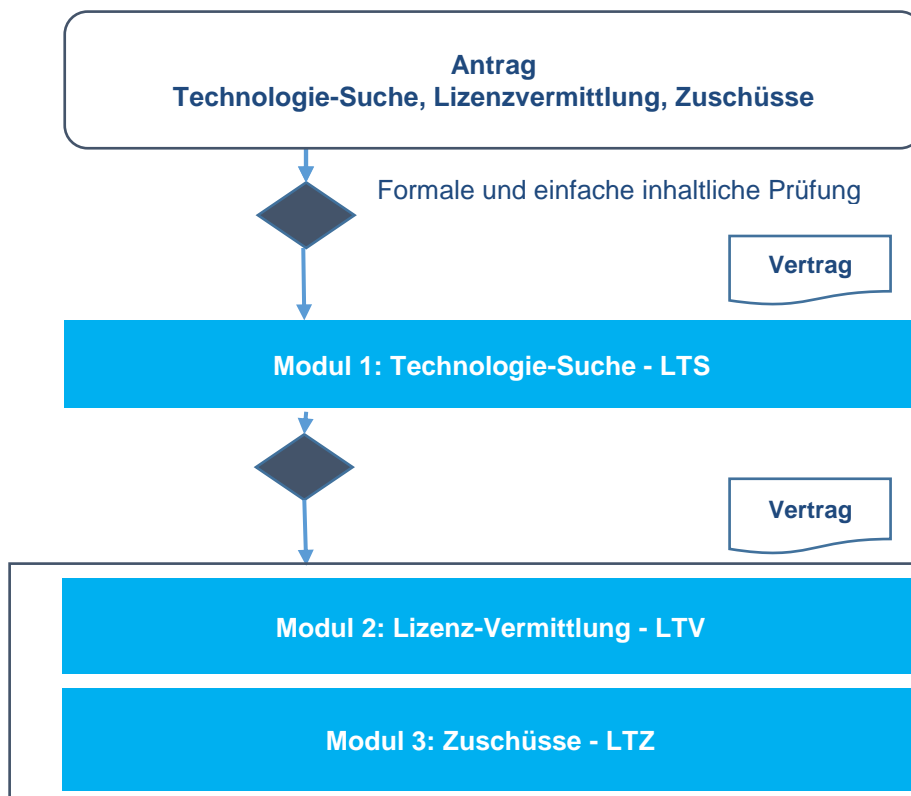 Antrag
Technologie-Suche, Lizenzvermittlung, Zuschüsse
Formale und einfache inhaltliche Prüfung
Vertrag
Modul 1: Technologie-Suche - LTS
Vertrag
Modul 2: Lizenz-Vermittlung - LTV
Modul 3: Zuschüsse - LTZ